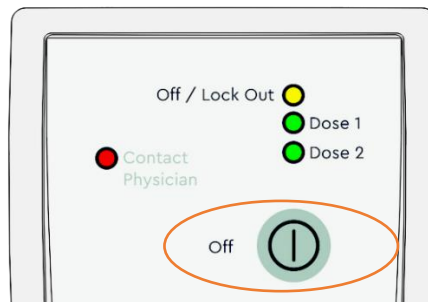 Off / Lock Out
Dose 1
Contact
Physician
Dose 2
Off